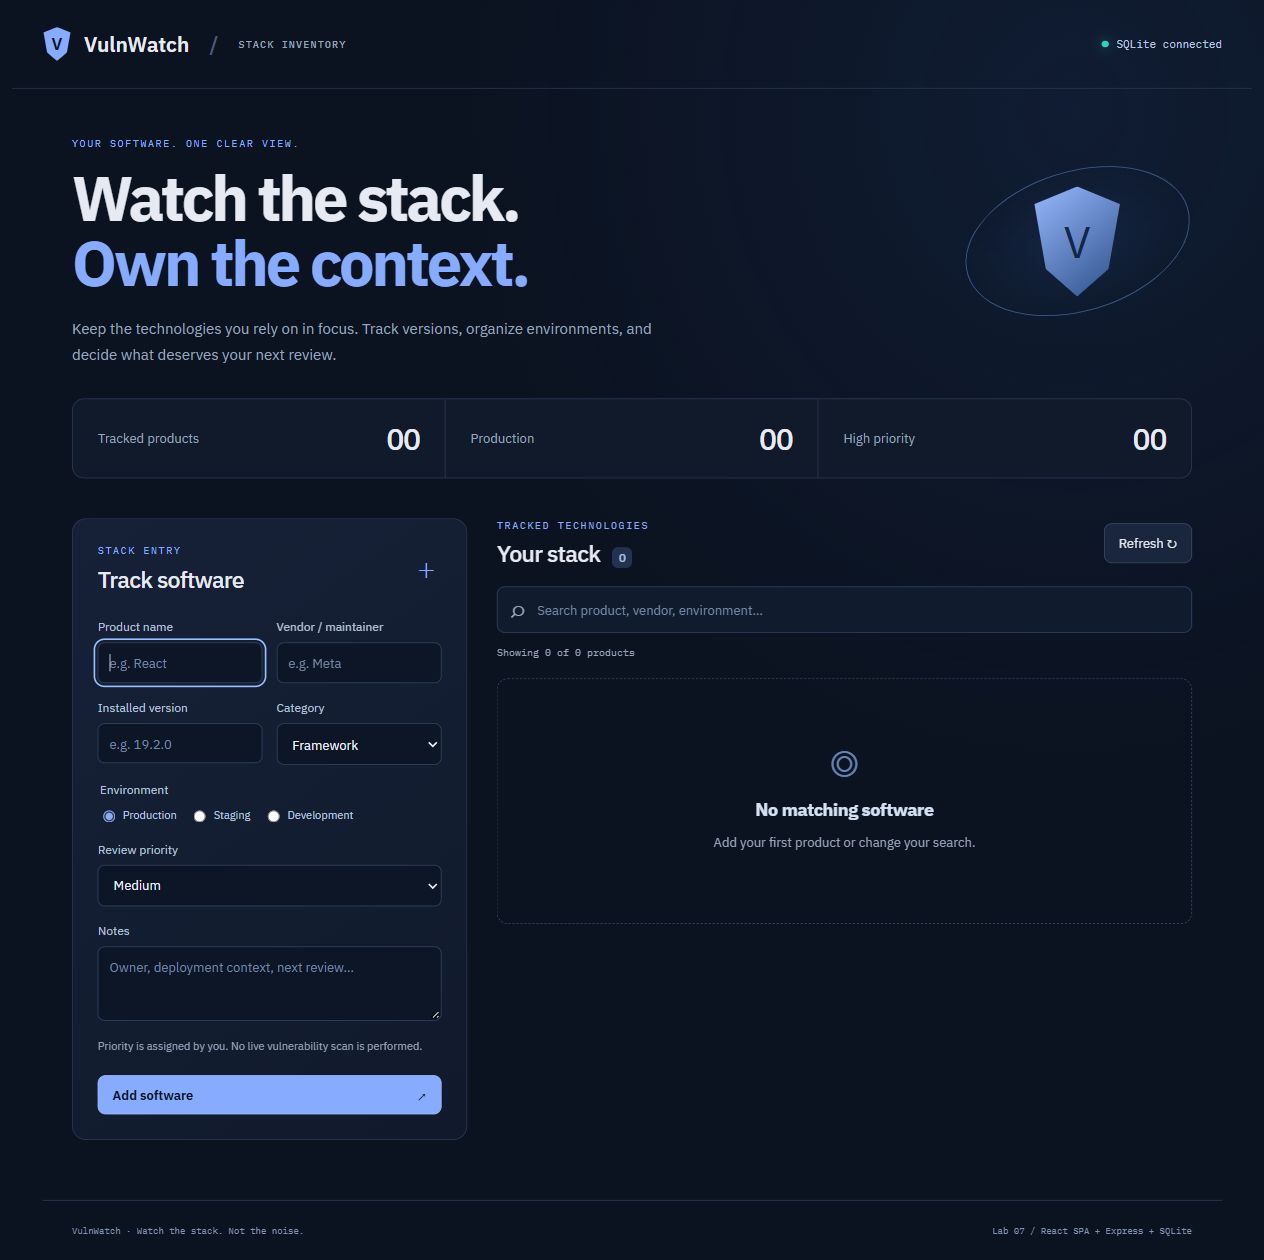 V VulnWatch / STACK INVENTORY
SQLite connected
YOUR SOFTWARE. ONE CLEAR VIEW.
Watch the stack.
Own the context.
V
Keep the technologies you rely on in focus. Track versions, organize environments, and
decide what deserves your next review.
Tracked products 00
Production 00
High priority 00
STACK ENTRY
Track software
+
Product name
Vendor / maintainer
e.g. React
e.g. Meta
Installed version
Category
e.g. 19.2.0
Framework
Environment
Production
Staging
Development
Review priority
Medium
Notes
Owner, deployment context, next review...
Priority is assigned by you. No live vulnerability scan is performed.
Add software ↗
TRACKED TECHNOLOGIES
Your stack 0
Refresh ↻
Search product, vendor, environment...
Showing 0 of 0 products
No matching software
Add your first product or change your search.
VulnWatch · Watch the stack. Not the noise.
Lab 07 / React SPA + Express + SQLite